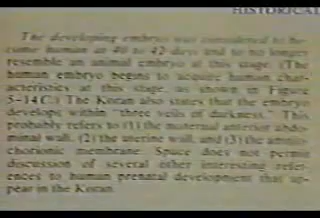 HISTORICAL
The developing embryo was considered to be-
come human at 40 to 42 days and to no longer
resemble an animal embryo at this stage. (The
human embryo begins to acquire human char-
acteristics at this stage, as shown in Figure
5-14C.) The Koran also states that the embryo
develops within "three veils of darkness." This
probably refers to (1) the maternal anterior abdo-
minal wall, (2) the uterine wall, and (3) the amnio-
chorionic membrane. Space does not permit
discussion of several other interesting refer-
ences to human prenatal development that ap-
pear in the Koran.